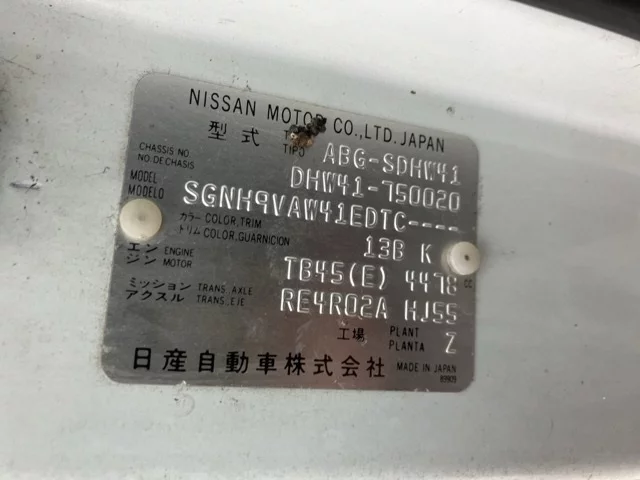 NISSAN MOTOR CO.,LTD. JAPAN
型式 TIPO ABG-SDHW41
CHASSIS NO. NO. DE CHASIS DHW41-750020
MODEL MODELO SGNH9VAW41EDTC----
カラー COLOR, TRIM トリム COLOR, GUARNICION 13B K
エンジン ENGINE MOTOR TB45(E) 4478 CC
ミッション TRANS. AXLE アクスル TRANS. EJE RE4R02A HJ55
工場 PLANT PLANTA Z
日産自動車株式会社 MADE IN JAPAN